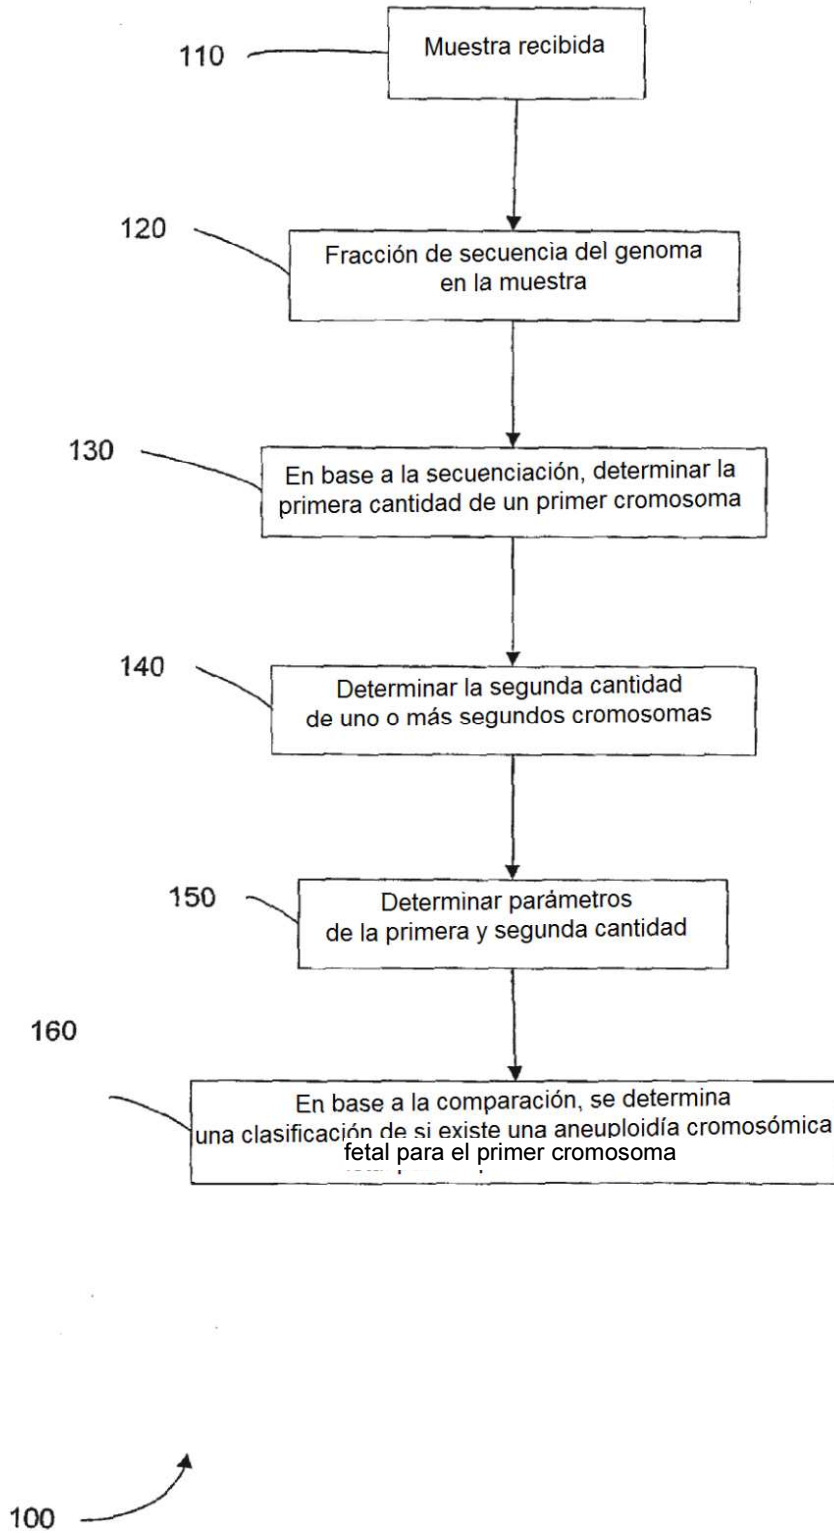 110
Muestra recibida
120
Fracción de secuencia del genoma
en la muestra
130
En base a la secuenciación, determinar la
primera cantidad de un primer cromosoma
140
Determinar la segunda cantidad
de uno o más segundos cromosomas
150
Determinar parámetros
de la primera y segunda cantidad
160
En base a la comparación, se determina
una clasificación de si existe una aneuploidía cromosómica
fetal para el primer cromosoma
100